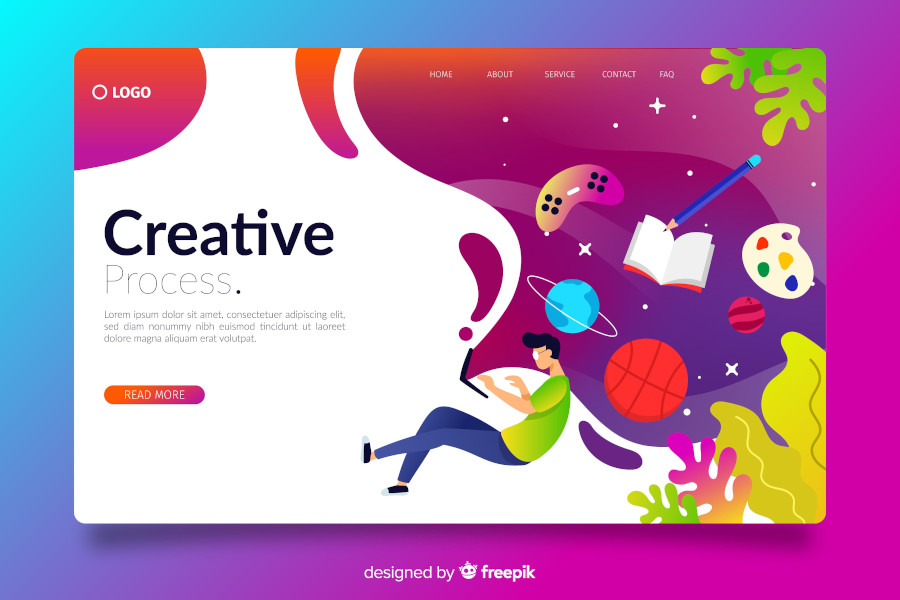 LOGO
HOME ABOUT SERVICE CONTACT FAQ
Creative
Process.
Lorem ipsum dolor sit amet, consectetuer adipiscing elit,
sed diam nonummy nibh euismod tincidunt ut laoreet
dolore magna aliquam erat volutpat.
READ MORE
designed by freepik